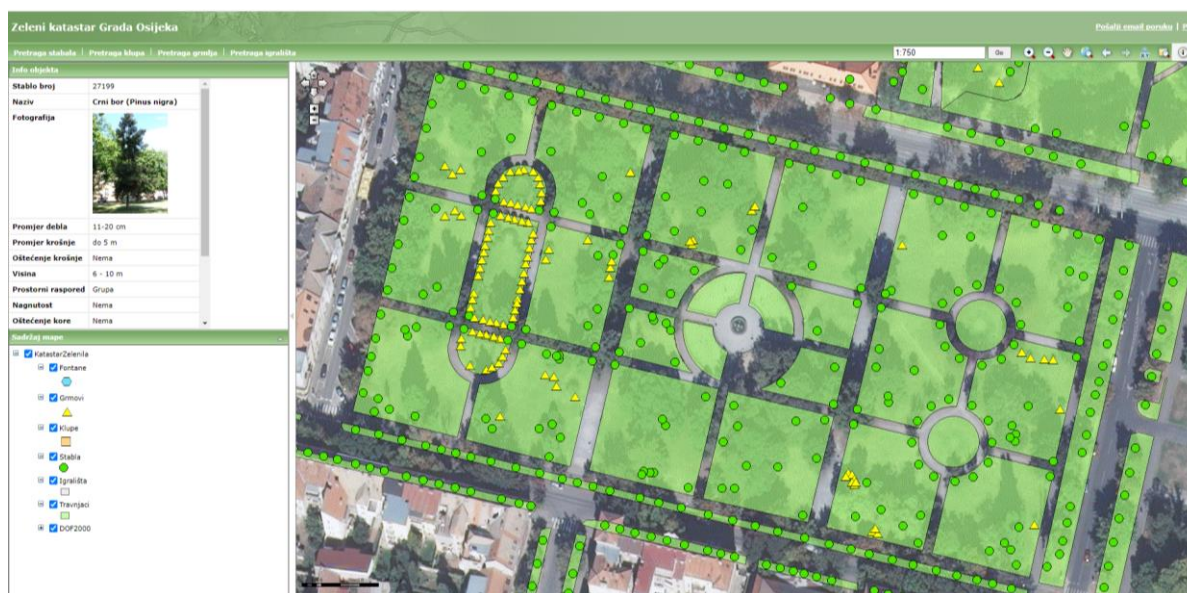 Zeleni katastar Grada Osijeka
Pošalji email poruku | P
Pretraga stabala | Pretraga klupa | Pretraga grmlja | Pretraga igrališta
1:750
Go
Info objekta
Stablo broj 27199
Naziv Crni bor (Pinus nigra)
Fotografija
Promjer debla 11-20 cm
Promjer krošnje do 5 m
Oštećenje krošnje Nema
Visina 6 - 10 m
Prostorni raspored Grupa
Nagnutost Nema
Oštećenje kore Nema
Sadržaj mape
KatastarZelenila
Fontane
Grmovi
Klupe
Stabla
Igrališta
Travnjaci
DOF2000